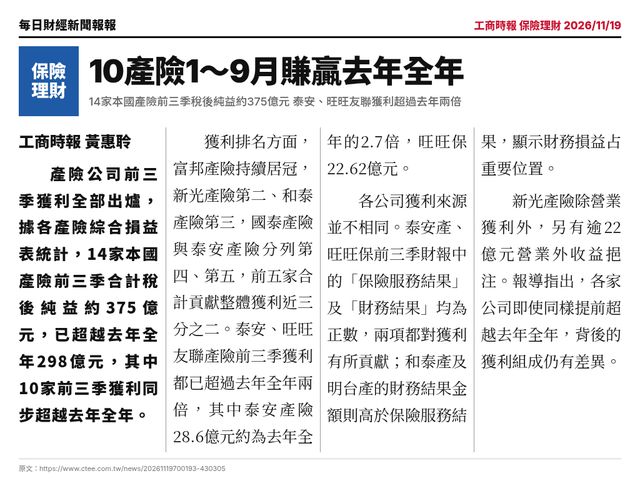 每日財經新聞報報
工商時報 保險理財 2026/11/19
保險
理財
10產險1～9月賺贏去年全年
14家本國產險前三季稅後純益約375億元 泰安、旺旺友聯獲利超過去年兩倍
工商時報 黃惠聆
產險公司前三
季獲利全部出爐，
據各產險綜合損益
表統計，14家本國
產險前三季合計稅
後純益約375億
元，已超越去年全
年298億元，其中
10家前三季獲利同
步超越去年全年。
獲利排名方面，
富邦產險持續居冠，
新光產險第二、和泰
產險第三，國泰產險
與泰安產險分列第
四、第五，前五家合
計貢獻整體獲利近三
分之二。泰安、旺旺
友聯產險前三季獲利
都已超過去年全年兩
倍，其中泰安產險
28.6億元約為去年全
年的2.7倍，旺旺保
22.62億元。
各公司獲利來源
並不相同。泰安產、
旺旺保前三季財報中
的「保險服務結果」
及「財務結果」均為
正數，兩項都對獲利
有所貢獻；和泰產及
明台產的財務結果金
額則高於保險服務結
果，顯示財務損益占
重要位置。
新光產險除營業
獲利外，另有逾22
億元營業外收益挹
注。報導指出，各家
公司即使同樣提前超
越去年全年，背後的
獲利組成仍有差異。
原文：https://www.ctee.com.tw/news/20261119700193-430305